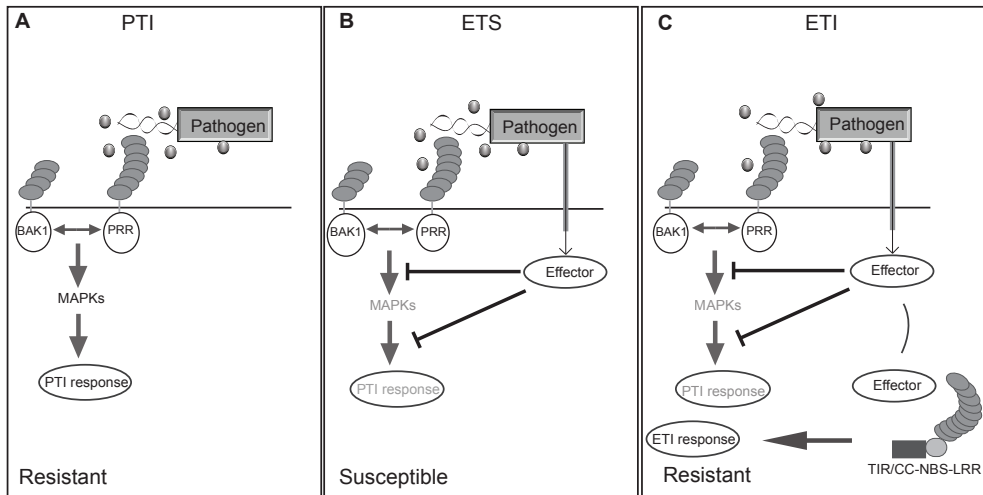 A PTI
Pathogen
BAK1 PRR
MAPKs
PTI response
Resistant
B ETS
Pathogen
BAK1 PRR
Effector
MAPKs
PTI response
Susceptible
C ETI
Pathogen
BAK1 PRR
Effector
MAPKs
PTI response
Effector
ETI response
TIR/CC-NBS-LRR
Resistant